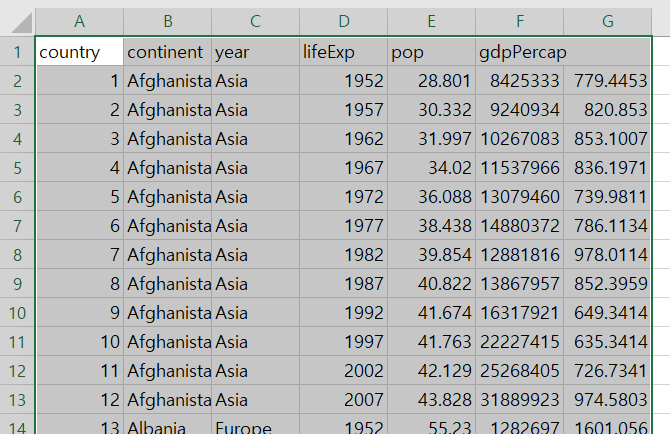 A B C D E F G
1 country continent year lifeExp pop gdpPercap
2 1 Afghanista Asia 1952 28.801 8425333 779.4453
3 2 Afghanista Asia 1957 30.332 9240934 820.853
4 3 Afghanista Asia 1962 31.997 10267083 853.1007
5 4 Afghanista Asia 1967 34.02 11537966 836.1971
6 5 Afghanista Asia 1972 36.088 13079460 739.9811
7 6 Afghanista Asia 1977 38.438 14880372 786.1134
8 7 Afghanista Asia 1982 39.854 12881816 978.0114
9 8 Afghanista Asia 1987 40.822 13867957 852.3959
10 9 Afghanista Asia 1992 41.674 16317921 649.3414
11 10 Afghanista Asia 1997 41.763 22227415 635.3414
12 11 Afghanista Asia 2002 42.129 25268405 726.7341
13 12 Afghanista Asia 2007 43.828 31889923 974.5803
14 13 Albania Europe 1952 55.23 1282697 1601.056